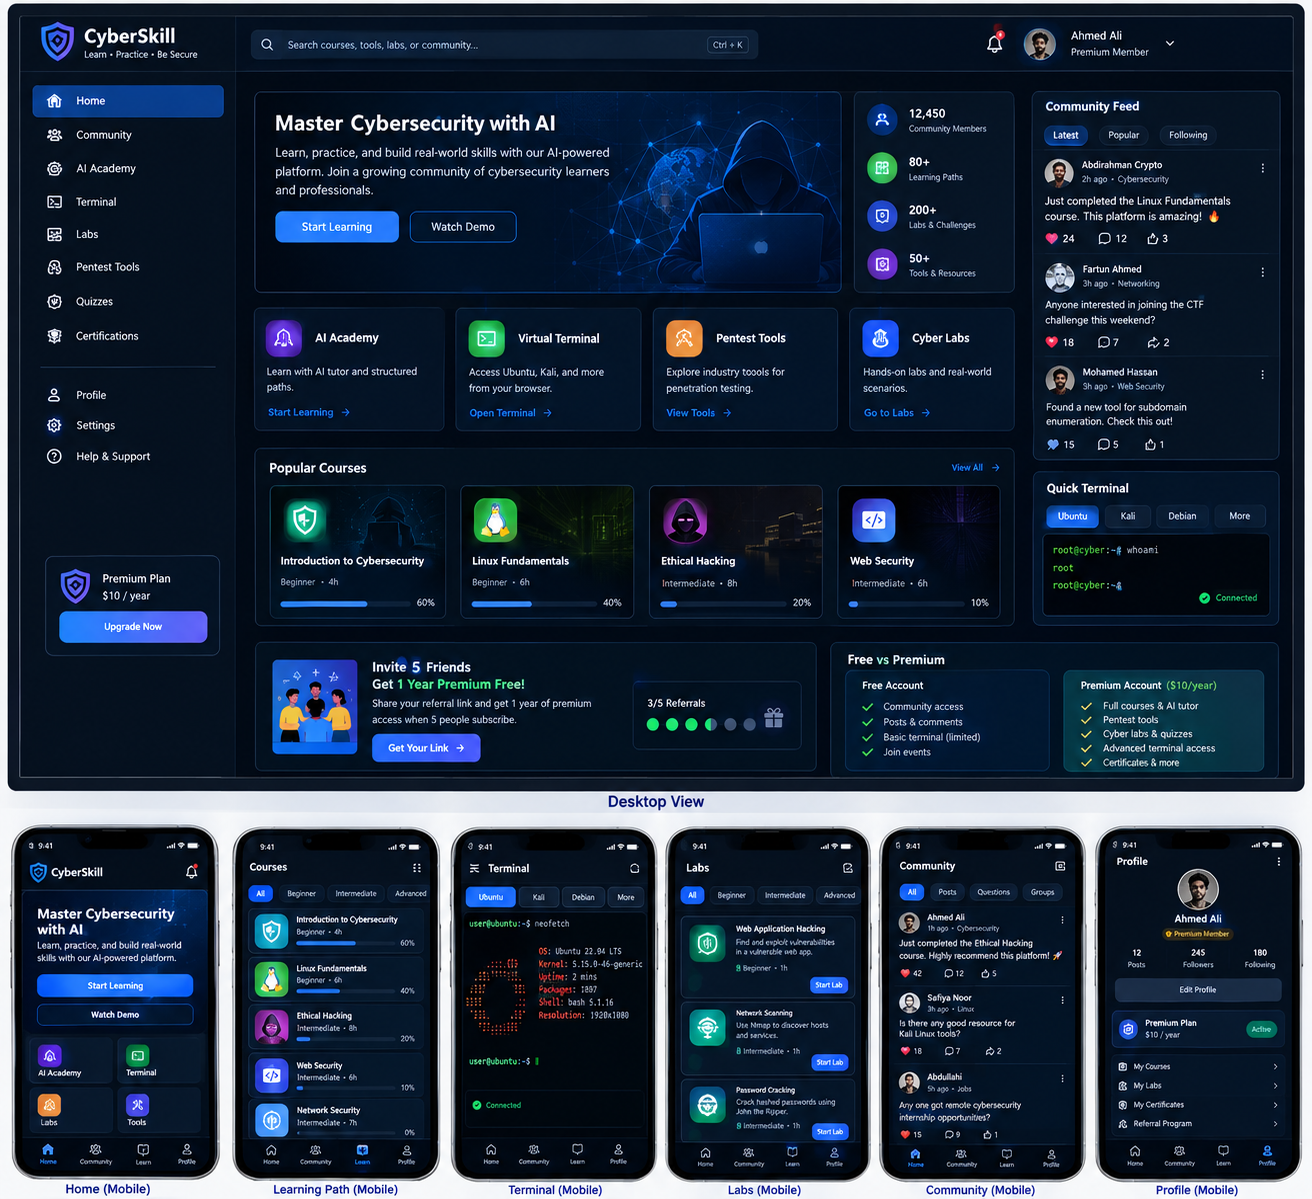 CyberSkill
Learn • Practice • Be Secure
Search courses, tools, labs, or community...
Ctrl + K
Ahmed Ali
Premium Member
Home
Community
AI Academy
Terminal
Labs
Pentest Tools
Quizzes
Certifications
Profile
Settings
Help & Support
Premium Plan
$10 / year
Upgrade Now
Master Cybersecurity with AI
Learn, practice, and build real-world skills with our AI-powered
platform. Join a growing community of cybersecurity learners
and professionals.
Start Learning
Watch Demo
12,450
Community Members
80+
Learning Paths
200+
Labs & Challenges
50+
Tools & Resources
AI Academy
Learn with AI tutor and structured
paths.
Start Learning →
Virtual Terminal
Access Ubuntu, Kali, and more
from your browser.
Open Terminal →
Pentest Tools
Explore industry toools for
penetration testing.
View Tools →
Cyber Labs
Hands-on labs and real-world
scenarios.
Go to Labs →
Popular Courses
View All →
Introduction to Cybersecurity
Beginner • 4h
60%
Linux Fundamentals
Beginner • 6h
40%
Ethical Hacking
Intermediate • 8h
20%
Web Security
Intermediate • 6h
10%
Invite 5 Friends
Get 1 Year Premium Free!
Share your referral link and get 1 year of premium
access when 5 people subscribe.
Get Your Link →
3/5 Referrals
Community Feed
Latest
Popular
Following
Abdirahman Crypto
2h ago • Cybersecurity
Just completed the Linux Fundamentals
course. This platform is amazing! 🔥
24 12 3
Fartun Ahmed
3h ago • Networking
Anyone interested in joining the CTF
challenge this weekend?
18 7 2
Mohamed Hassan
3h ago • Web Security
Found a new tool for subdomain
enumeration. Check this out!
15 5 1
Quick Terminal
Ubuntu
Kali
Debian
More
root@cyber:~# whoami
root
root@cyber:~#
Connected
Free vs Premium
Free Account
Community access
Posts & comments
Basic terminal (limited)
Join events
Premium Account ($10/year)
Full courses & AI tutor
Pentest tools
Cyber labs & quizzes
Advanced terminal access
Certificates & more
Desktop View
9:41
CyberSkill
Master Cybersecurity
with AI
Learn, practice, and build real-world
skills with our AI-powered platform.
Start Learning
Watch Demo
AI Academy
Terminal
Labs
Tools
Home Community Learn Profile
Home (Mobile)
9:41
Courses
All Beginner Intermediate Advanced
Introduction to Cybersecurity
Beginner • 4h
60%
Linux Fundamentals
Beginner • 6h
40%
Ethical Hacking
Intermediate • 8h
20%
Web Security
Intermediate • 6h
10%
Network Security
Intermediate • 7h
0%
Home Community Learn Profile
Learning Path (Mobile)
9:41
Terminal
Ubuntu Kali Debian More
user@ubuntu:~$ neofetch
OS: Ubuntu 22.04 LTS
Kernel: 5.15.0-46-generic
Uptime: 2 mins
Packages: 1807
Shell: bash 5.1.16
Resolution: 1920x1080
user@ubuntu:~$
Connected
Home Community Learn Profile
Terminal (Mobile)
9:41
Labs
All Beginner Intermediate Advanced
Web Application Hacking
Find and exploit vulnerabilities
in a vulnerable web app.
Beginner • 1h
Start Lab
Network Scanning
Use Nmap to discover hosts
and services.
Intermediate • 1h
Start Lab
Password Cracking
Crack hashed passwords using
John the Ripper.
Intermediate • 1h
Start Lab
Home Community Learn Profile
Labs (Mobile)
9:41
Community
All Posts Questions Groups
Ahmed Ali
1h ago • Cybersecurity
Just completed the Ethical Hacking
course. Highly recommend this platform! 🚀
42 12 5
Safiya Noor
3h ago • Linux
Is there any good resource for
Kali Linux tools?
18 7 2
Abdullahi
5h ago • Jobs
Any one got remote cybersecurity
internship opportunities?
15 9 1
Home Community Learn Profile
Community (Mobile)
9:41
Profile
Ahmed Ali
Premium Member
12 245 180
Posts Followers Following
Edit Profile
Premium Plan
$10 / year
Active
My Courses
My Labs
My Certificates
Referral Program
Home Community Learn Profile
Profile (Mobile)